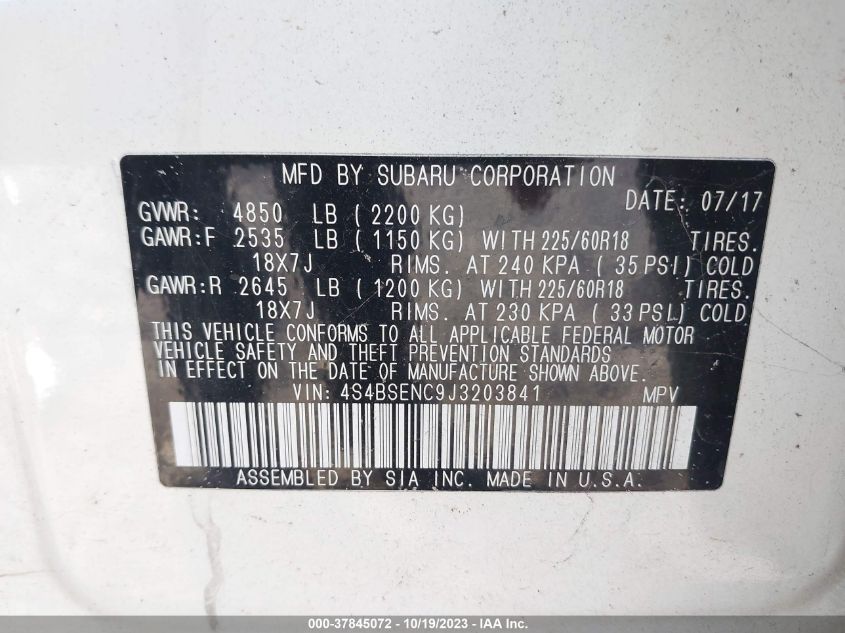 MFD BY SUBARU CORPORATION
DATE: 07/17
GVWR: 4850 LB ( 2200 KG)
GAWR:F 2535 LB ( 1150 KG) WITH 225/60R18 TIRES.
18X7J RIMS. AT 240 KPA ( 35 PSI) COLD
GAWR:R 2645 LB ( 1200 KG) WITH 225/60R18 TIRES.
18X7J RIMS. AT 230 KPA ( 33 PSI) COLD
THIS VEHICLE CONFORMS TO ALL APPLICABLE FEDERAL MOTOR
VEHICLE SAFETY AND THEFT PREVENTION STANDARDS
IN EFFECT ON THE DATE OF MANUFACTURE SHOWN ABOVE.
VIN: 4S4BSENC9J3203841 MPV
ASSEMBLED BY SIA INC. MADE IN U.S.A.
000-37845072 - 10/19/2023 - IAA Inc.